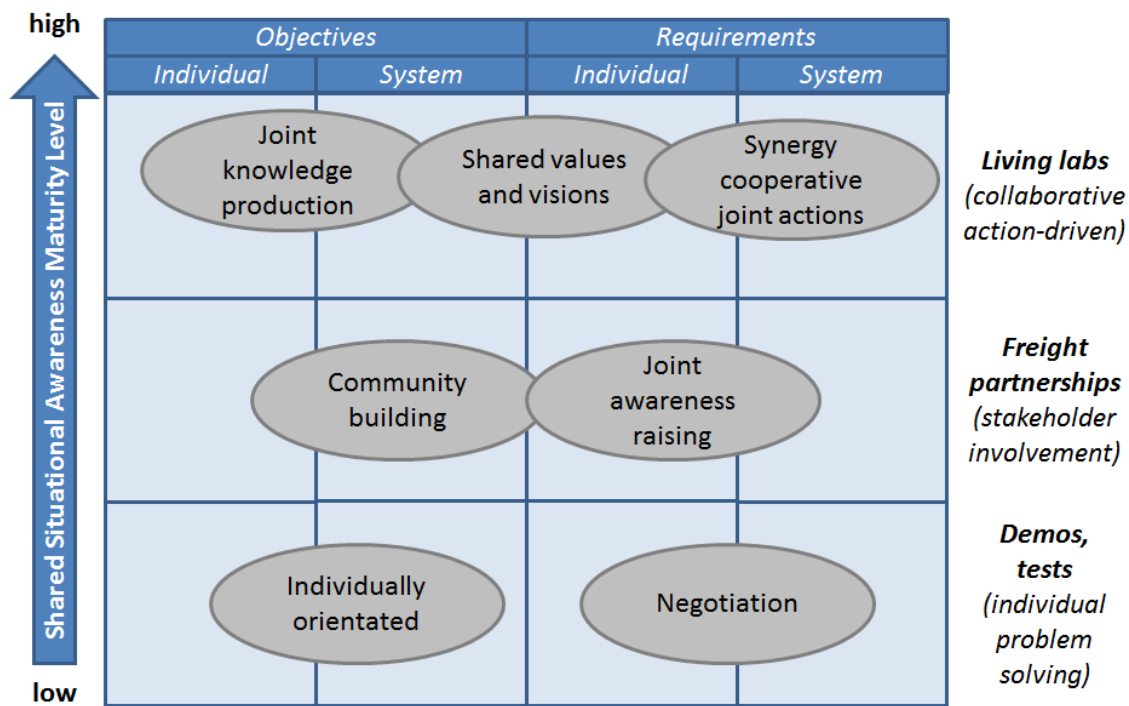 high
Objectives
Requirements
Individual
System
Individual
System
Shared Situational Awareness Maturity Level
Joint
knowledge
production
Shared values
and visions
Synergy
cooperative
joint actions
Living labs
(collaborative
action-driven)
Community
building
Joint
awareness
raising
Freight
partnerships
(stakeholder
involvement)
Individually
orientated
Negotiation
Demos,
tests
(individual
problem
solving)
low